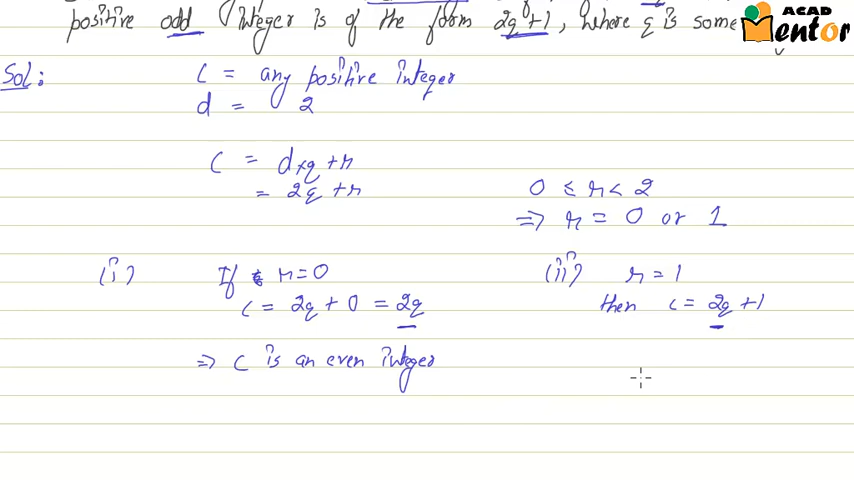 positive odd integer is of the form 2q+1, where q is some
ACAD
Mentor
Sol:
C = any positive integer
d = 2
C = d×q+r
= 2q+r
0 ≤ r < 2
⇒ r = 0 or 1
(i) If r=0
C = 2q + 0 = 2q
⇒ C is an even integer
(ii) r=1
then C = 2q+1